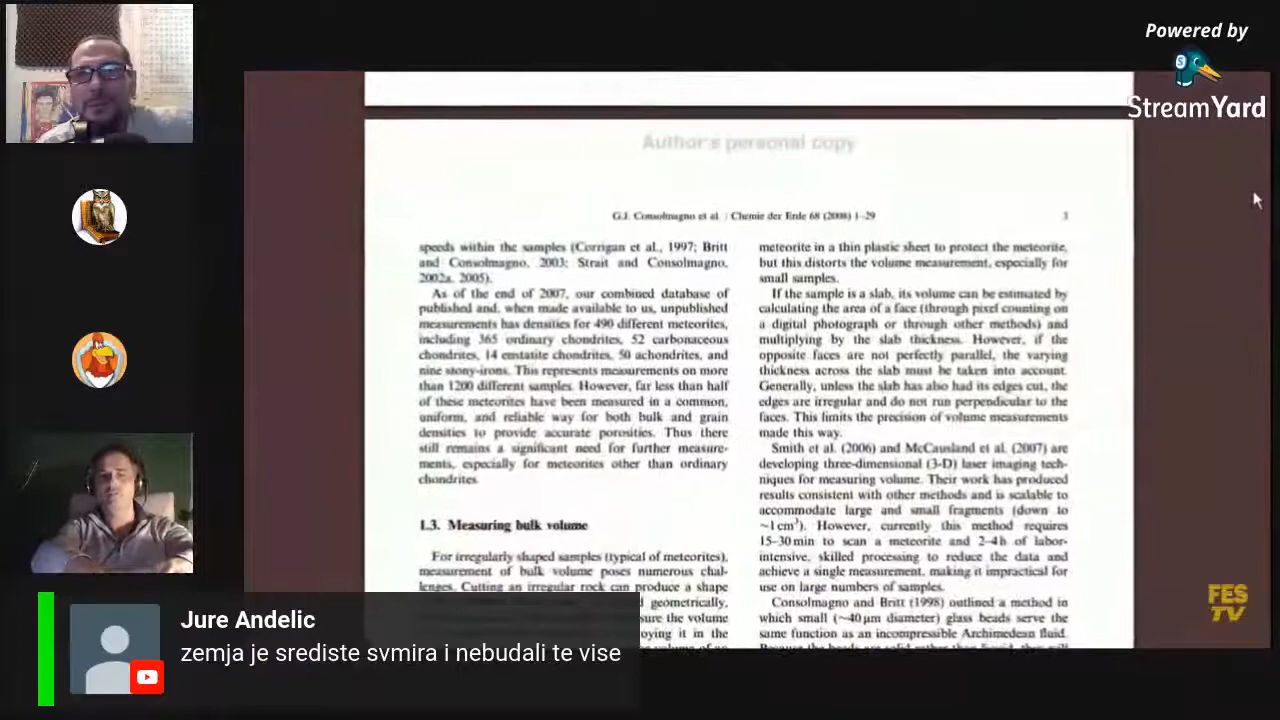 Powered by
StreamYard
Author's personal copy
G.J. Consolmagno et al. / Chemie der Erde 68 (2008) 1–29
3
speeds within the samples (Corrigan et al., 1997; Britt
and Consolmagno, 2003; Strait and Consolmagno,
2002a, 2005).
As of the end of 2007, our combined database of
published and, when made available to us, unpublished
measurements has densities for 490 different meteorites,
including 365 ordinary chondrites, 52 carbonaceous
chondrites, 14 enstatite chondrites, 50 achondrites, and
nine stony-irons. This represents measurements on more
than 1200 different samples. However, far less than half
of these meteorites have been measured in a common,
uniform, and reliable way for both bulk and grain
densities to provide accurate porosities. Thus there
still remains a significant need for further measure-
ments, especially for meteorites other than ordinary
chondrites.
1.3. Measuring bulk volume
For irregularly shaped samples (typical of meteorites),
measurement of bulk volume poses numerous chal-
lenges. Cutting an irregular rock can produce a shape
geometrically,
sure the volume
oying it in the
meteorite in a thin plastic sheet to protect the meteorite,
but this distorts the volume measurement, especially for
small samples.
If the sample is a slab, its volume can be estimated by
calculating the area of a face (through pixel counting on
a digital photograph or through other methods) and
multiplying by the slab thickness. However, if the
opposite faces are not perfectly parallel, the varying
thickness across the slab must be taken into account.
Generally, unless the slab has also had its edges cut, the
edges are irregular and do not run perpendicular to the
faces. This limits the precision of volume measurements
made this way.
Smith et al. (2006) and McCausland et al. (2007) are
developing three-dimensional (3-D) laser imaging tech-
niques for measuring volume. Their work has produced
results consistent with other methods and is scalable to
accommodate large and small fragments (down to
~1 cm³). However, currently this method requires
15–30 min to scan a meteorite and 2–4 h of labor-
intensive, skilled processing to reduce the data and
achieve a single measurement, making it impractical for
use on large numbers of samples.
Consolmagno and Britt (1998) outlined a method in
which small (~40 μm diameter) glass beads serve the
same function as an incompressible Archimedean fluid.
FES
TV
Jure Andelic
zemja je srediste svmira i nebudali te vise